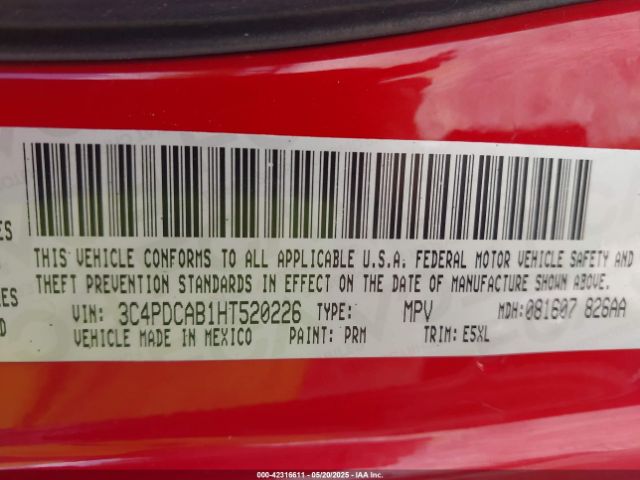 ES
THIS VEHICLE CONFORMS TO ALL APPLICABLE U.S.A. FEDERAL MOTOR VEHICLE SAFETY AND
THEFT PREVENTION STANDARDS IN EFFECT ON THE DATE OF MANUFACTURE SHOWN ABOVE.
ES
VIN: 3C4PDCAB1HT520226 TYPE: MPV MDH:081607 826AA
D
VEHICLE MADE IN MEXICO PAINT: PRM TRIM: E5XL
000-42316611 - 05/20/2025 - IAA